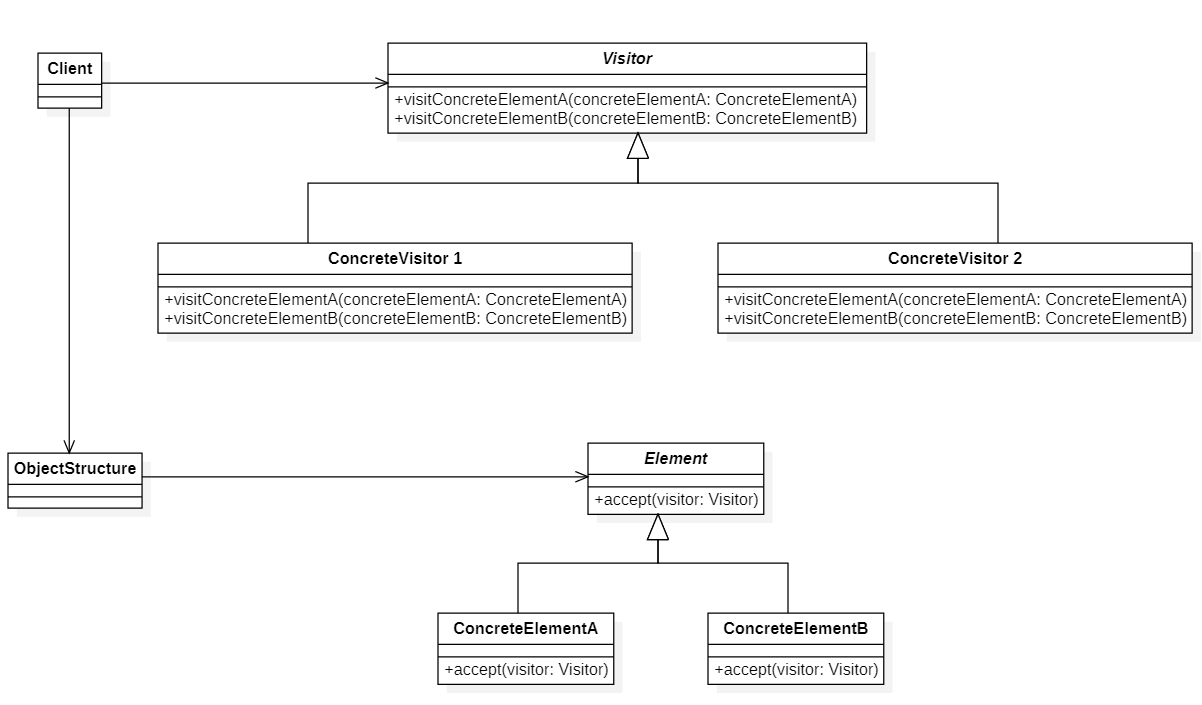 Client
Visitor
+visitConcreteElementA(concreteElementA: ConcreteElementA)
+visitConcreteElementB(concreteElementB: ConcreteElementB)
ConcreteVisitor 1
+visitConcreteElementA(concreteElementA: ConcreteElementA)
+visitConcreteElementB(concreteElementB: ConcreteElementB)
ConcreteVisitor 2
+visitConcreteElementA(concreteElementA: ConcreteElementA)
+visitConcreteElementB(concreteElementB: ConcreteElementB)
ObjectStructure
Element
+accept(visitor: Visitor)
ConcreteElementA
+accept(visitor: Visitor)
ConcreteElementB
+accept(visitor: Visitor)